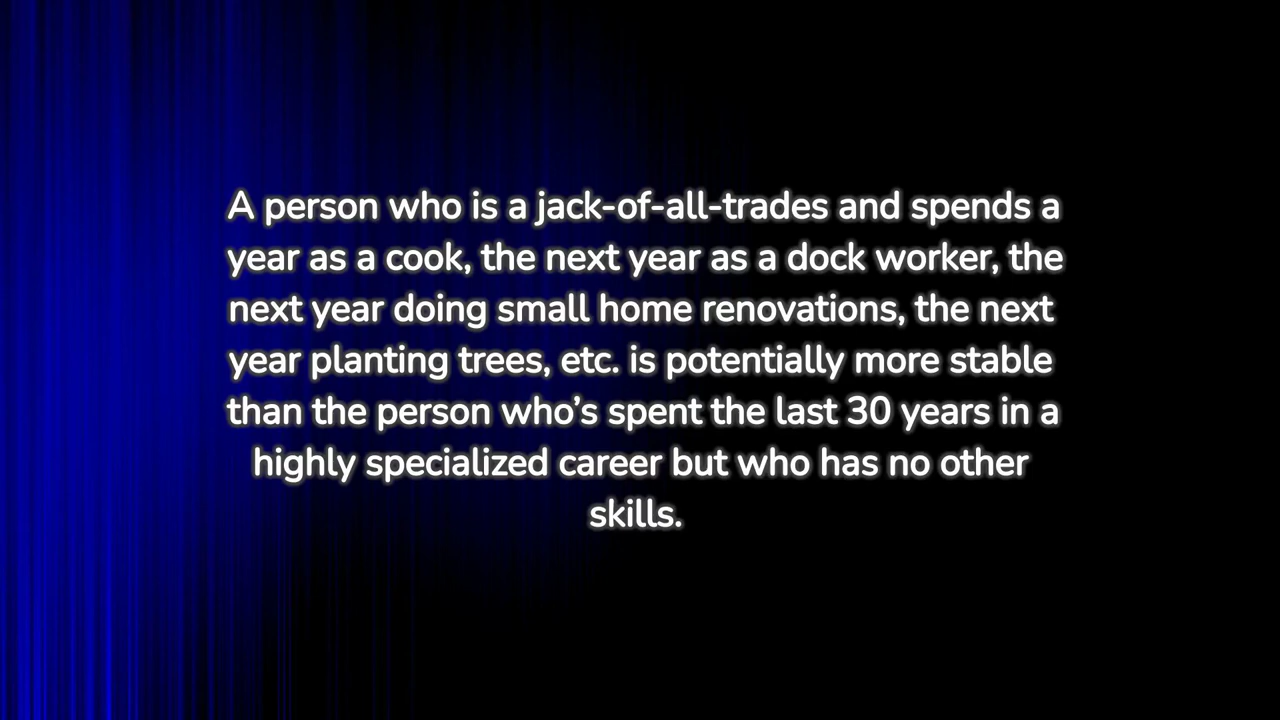 A person who is a jack-of-all-trades and spends a
year as a cook, the next year as a dock worker, the
next year doing small home renovations, the next
year planting trees, etc. is potentially more stable
than the person who’s spent the last 30 years in a
highly specialized career but who has no other
skills.